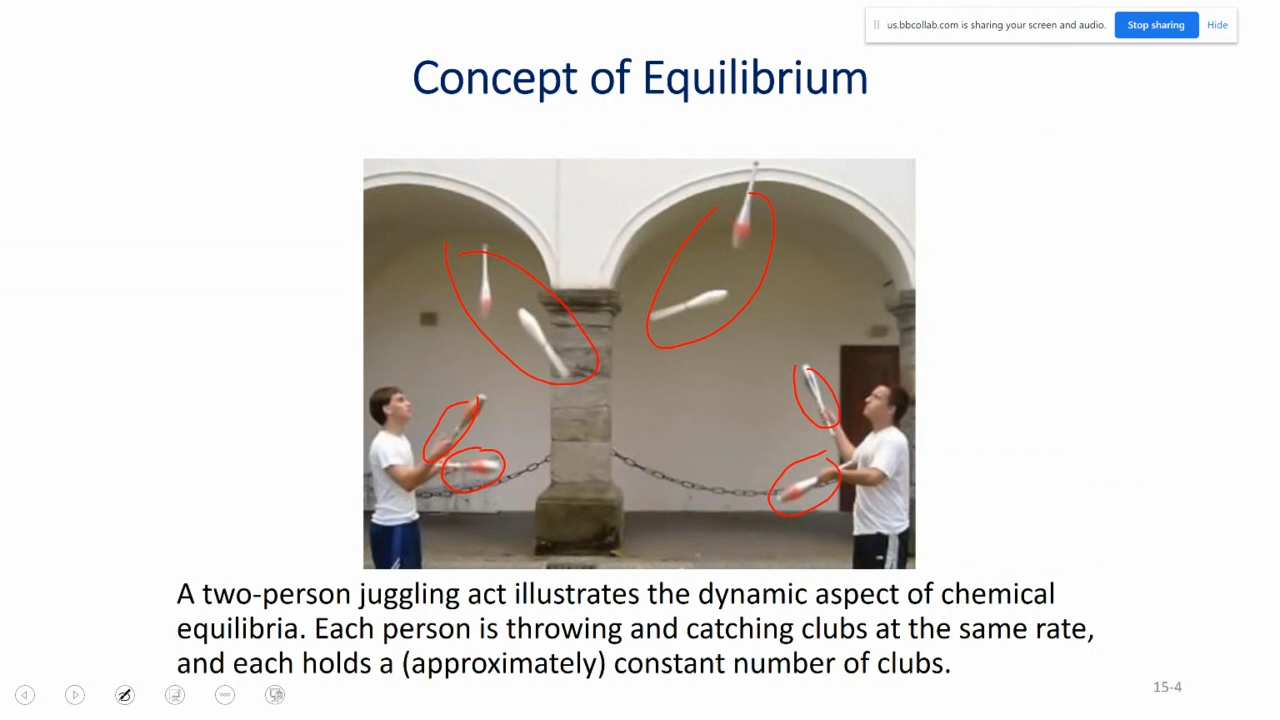 us.bbcollab.com is sharing your screen and audio. Stop sharing Hide
Concept of Equilibrium
A two-person juggling act illustrates the dynamic aspect of chemical
equilibria. Each person is throwing and catching clubs at the same rate,
and each holds a (approximately) constant number of clubs.
15-4